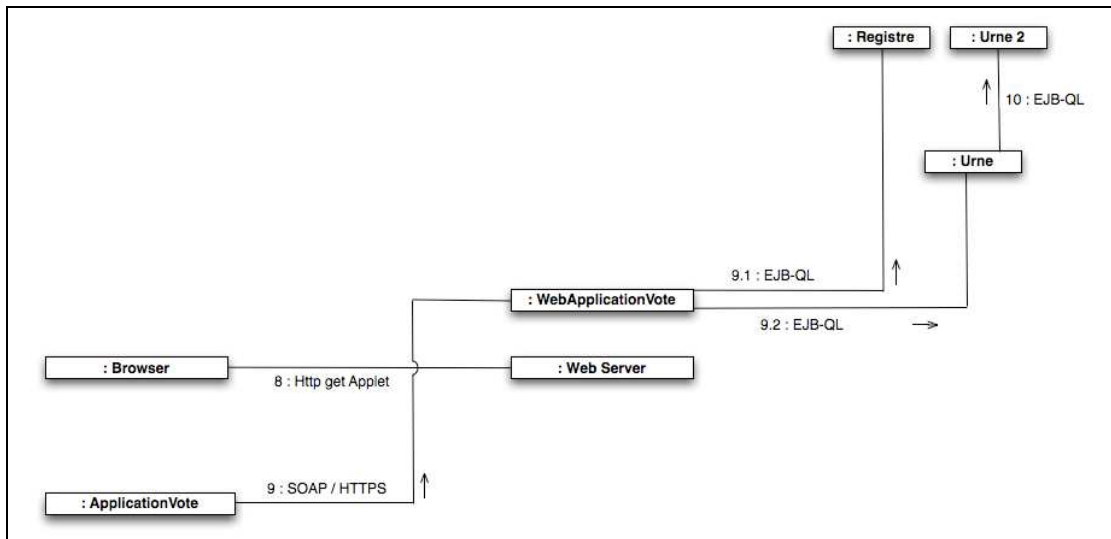 : Registre
: Urne 2
10 : EJB-QL
: Urne
9.1 : EJB-QL
: WebApplicationVote
9.2 : EJB-QL
: Browser
8 : Http get Applet
: Web Server
9 : SOAP / HTTPS
: ApplicationVote